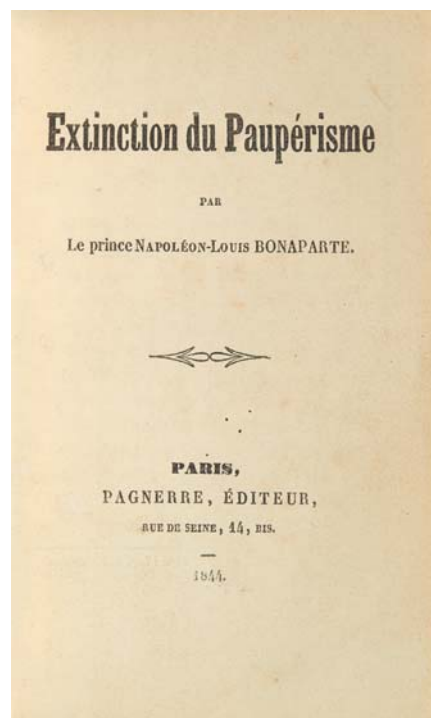 Extinction du Paupérisme
PAR
Le prince NAPOLÉON-LOUIS BONAPARTE.
PARIS,
PAGNERRE, ÉDITEUR,
RUE DE SEINE, 14, BIS.
1844.